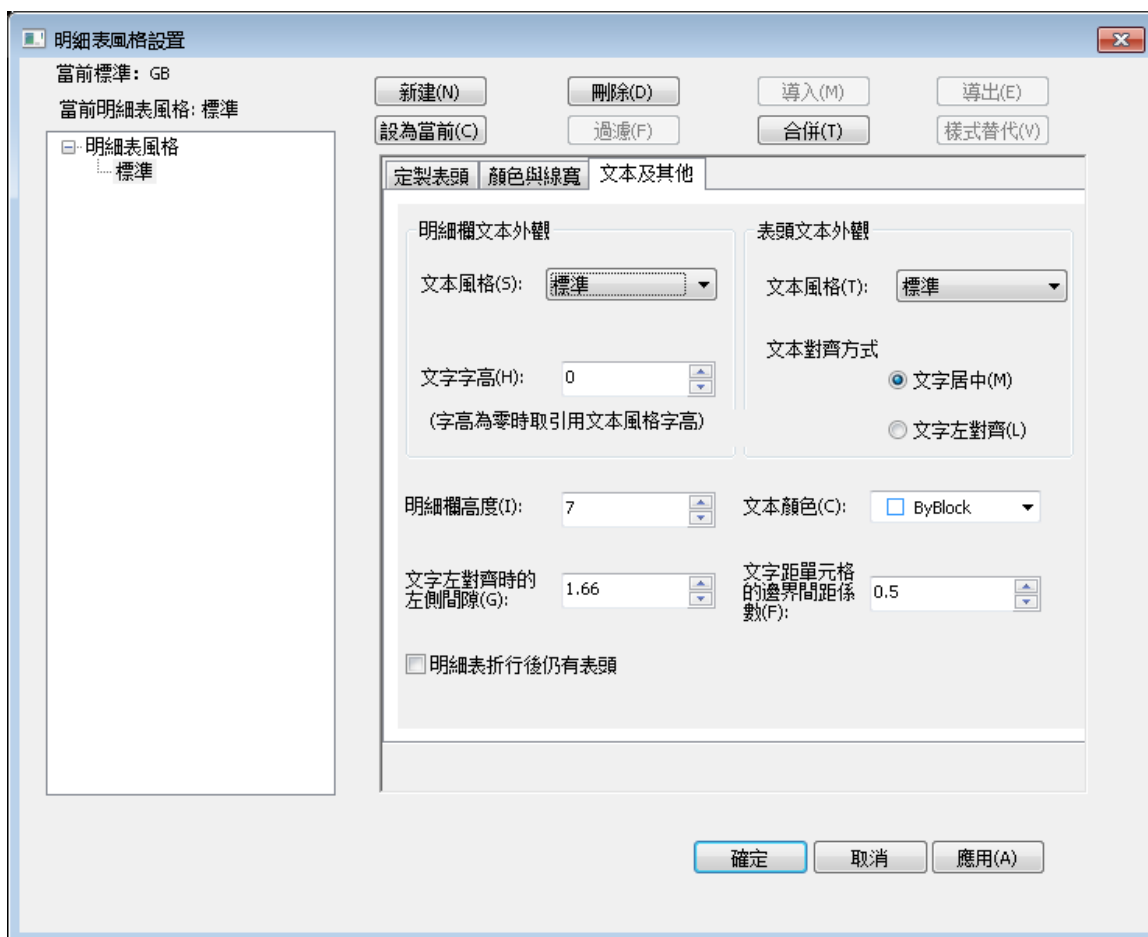 明細表風格設置
當前標準: GB
當前明細表風格: 標準
明細表風格
標準
新建(N)
刪除(D)
導入(M)
導出(E)
設為當前(C)
過濾(F)
合併(T)
樣式替代(V)
定製表頭
顏色與線寬
文本及其他
明細欄文本外觀
文本風格(S):
標準
文字字高(H):
0
(字高為零時取引用文本風格字高)
表頭文本外觀
文本風格(T):
標準
文本對齊方式
文字居中(M)
文字左對齊(L)
明細欄高度(I):
7
文本顏色(C):
ByBlock
文字左對齊時的
左側間隙(G):
1.66
文字距單元格
的邊界間距係
數(F):
0.5
明細表折行後仍有表頭
確定
取消
應用(A)